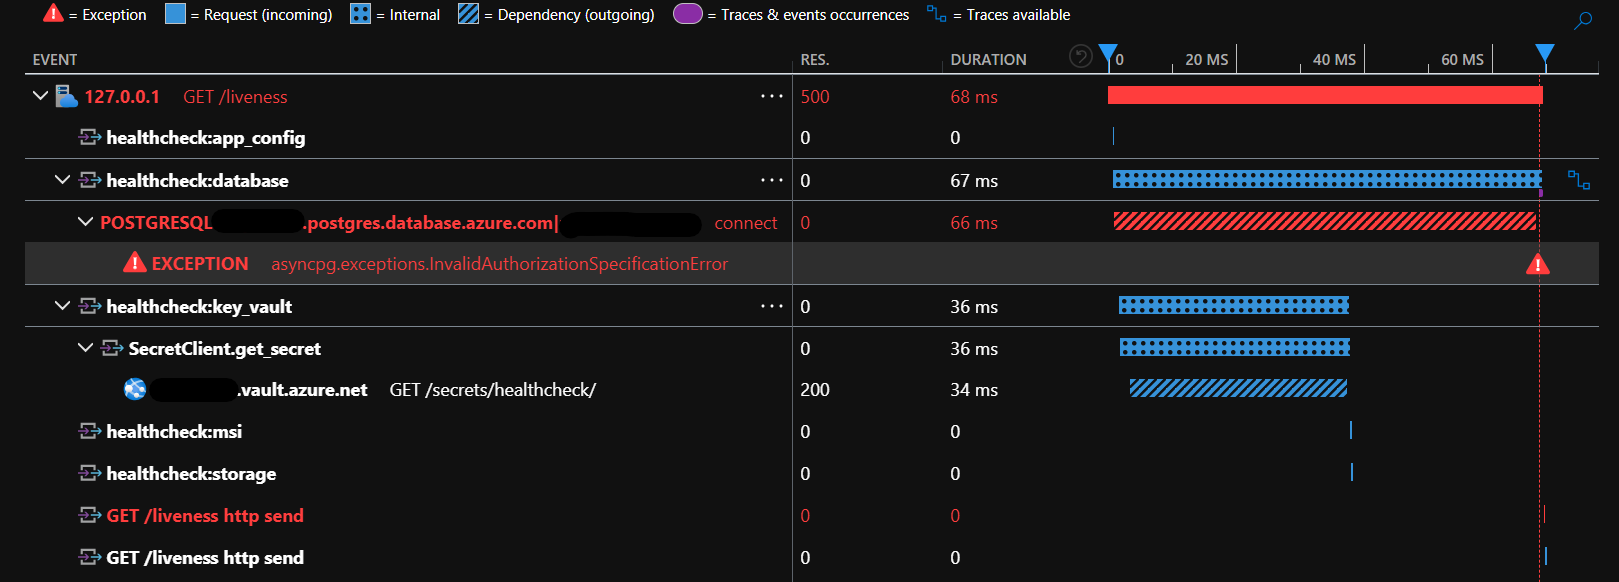 = Exception = Request (incoming) = Internal = Dependency (outgoing) = Traces & events occurrences = Traces available
EVENT RES. DURATION 0 20 MS 40 MS 60 MS
127.0.0.1 GET /liveness ... 500 68 ms
healthcheck:app_config 0 0
healthcheck:database ... 0 67 ms
POSTGRESQL .postgres.database.azure.com| connect 0 66 ms
EXCEPTION asyncpg.exceptions.InvalidAuthorizationSpecificationError
healthcheck:key_vault ... 0 36 ms
SecretClient.get_secret 0 36 ms
.vault.azure.net GET /secrets/healthcheck/ 200 34 ms
healthcheck:msi 0 0
healthcheck:storage 0 0
GET /liveness http send 0 0
GET /liveness http send 0 0